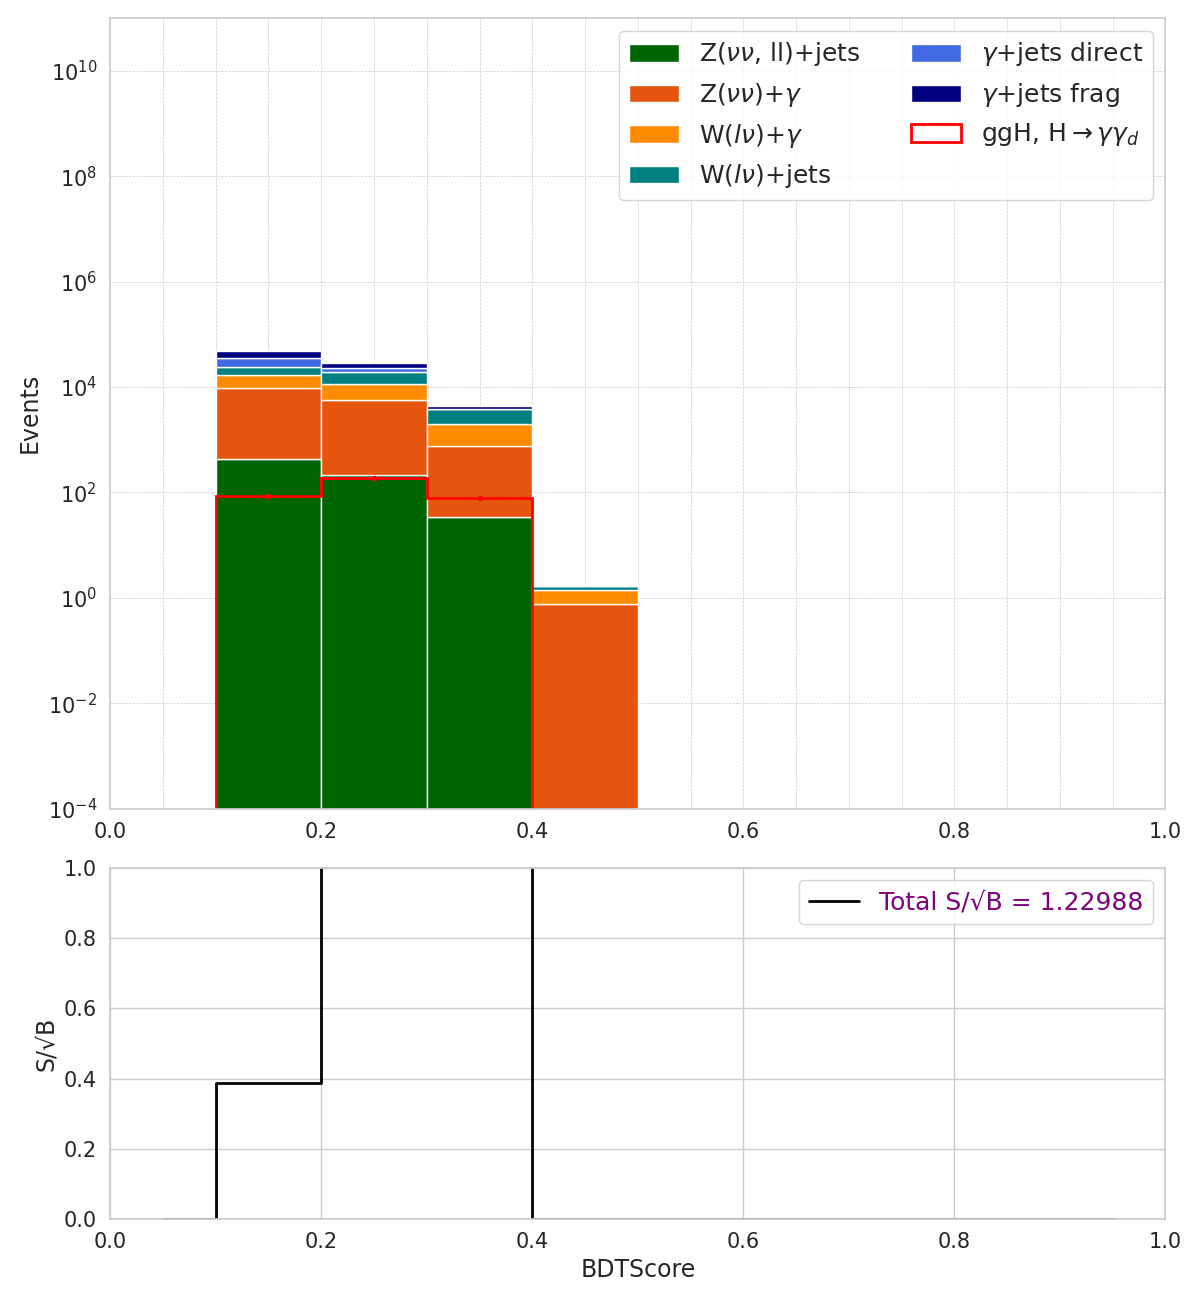 Z(νν, ll)+jets
Z(νν)+γ
W(lν)+γ
W(lν)+jets
γ+jets direct
γ+jets frag
ggH, H→γγ_d
Events
10^10
10^8
10^6
10^4
10^2
10^0
10^−2
10^−4
0.0 0.2 0.4 0.6 0.8 1.0
Total S/√B = 1.22988
S/√B
1.0
0.8
0.6
0.4
0.2
0.0
0.0 0.2 0.4 0.6 0.8 1.0
BDTScore